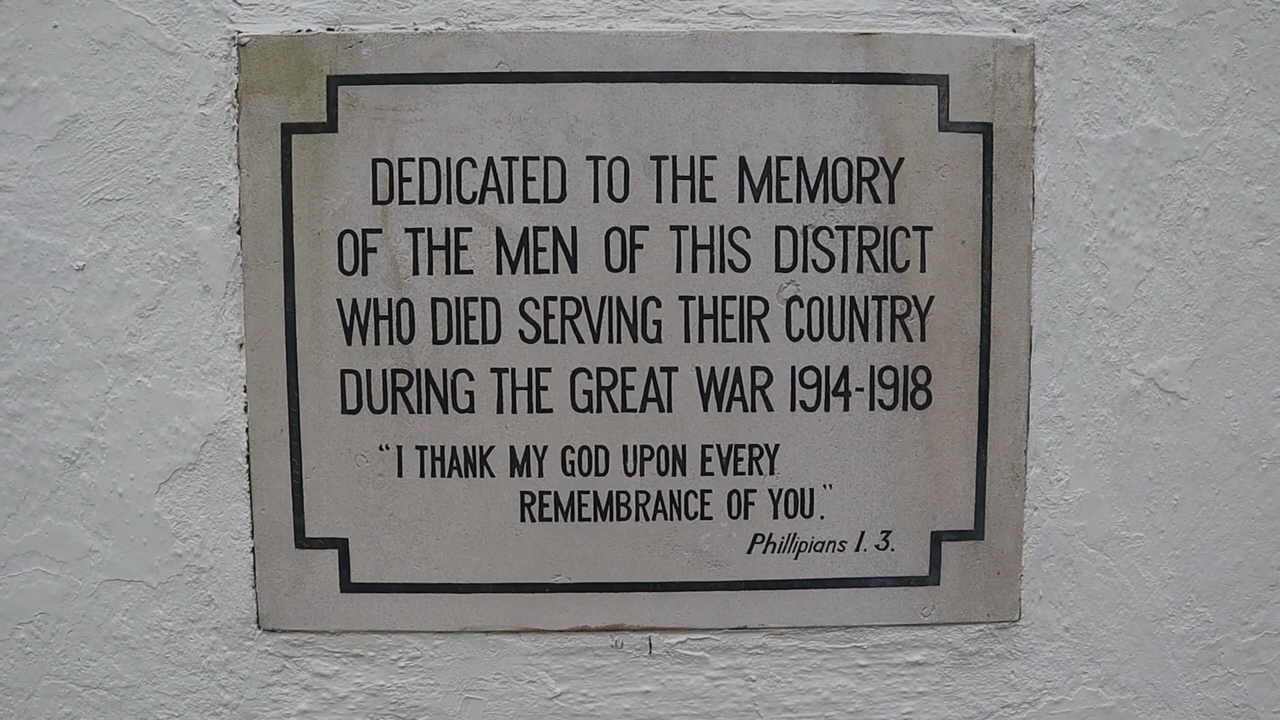 DEDICATED TO THE MEMORY
OF THE MEN OF THIS DISTRICT
WHO DIED SERVING THEIR COUNTRY
DURING THE GREAT WAR 1914-1918
“I THANK MY GOD UPON EVERY
REMEMBRANCE OF YOU.”
Phillipians 1. 3.